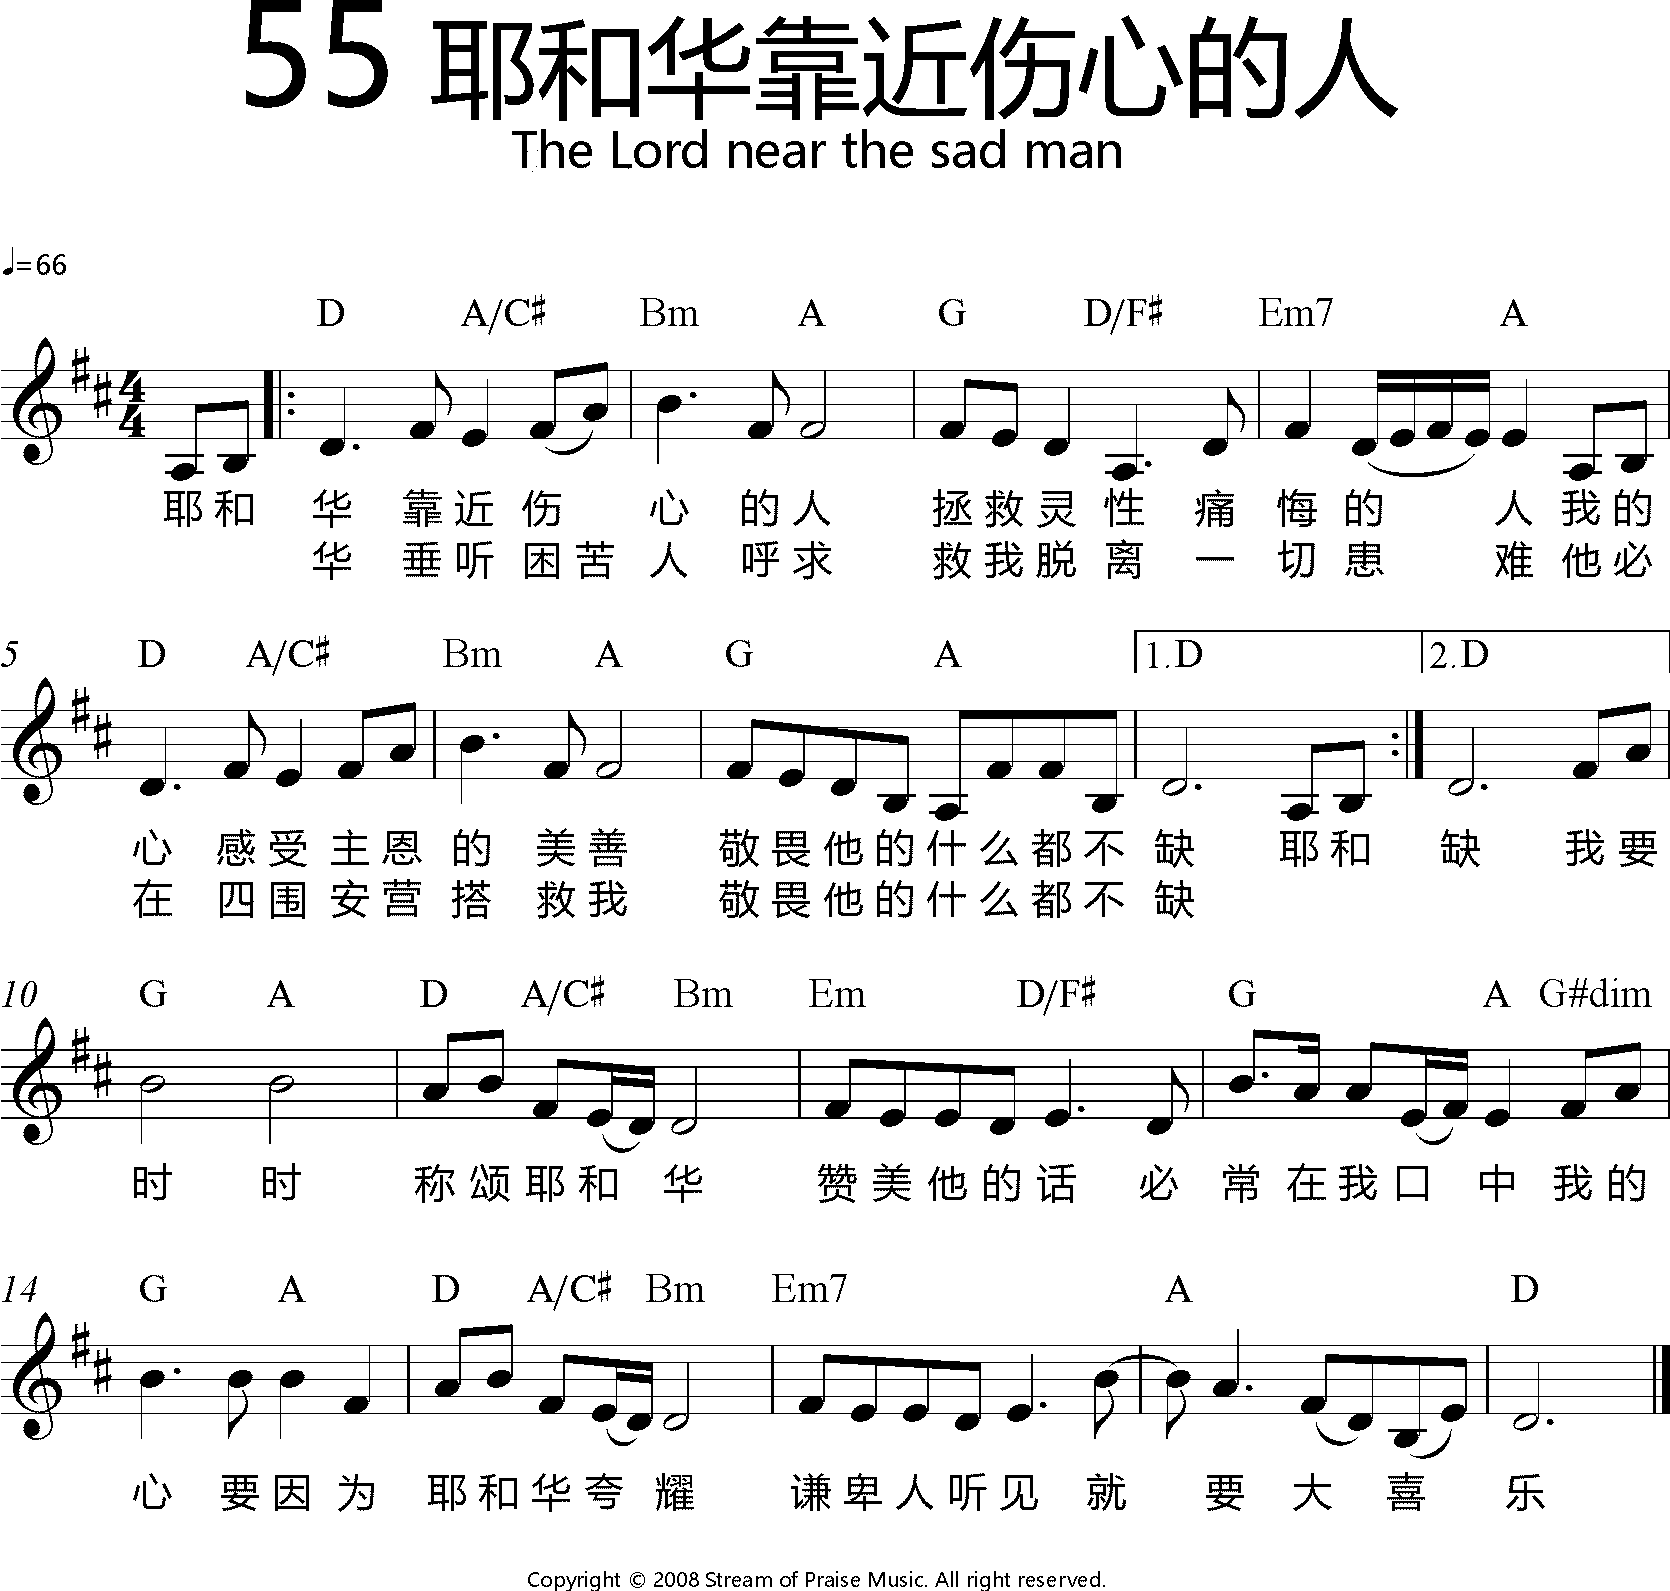 55 耶和华靠近伤心的人
The Lord near the sad man
♩=66
D A/C♯ Bm A G D/F♯ Em7 A
4
4
耶和 华 靠近伤 心 的人 拯救灵 性 痛 悔的 人我的
华 垂听困苦人 呼求 救我脱离一 切患 难他必
5 D A/C♯ Bm A G A 1.D 2.D
心 感受主恩的 美善 敬畏他的什么都不缺 耶和 缺 我要
在 四围安营搭 救我 敬畏他的什么都不缺
10 G A D A/C♯ Bm Em D/F♯ G A G#dim
时 时 称颂耶和 华 赞美他的话 必 常在我口 中我的
14 G A D A/C♯ Bm Em7 A D
心 要因为 耶和华夸耀 谦卑人听见 就 要 大 喜 乐
Copyright © 2008 Stream of Praise Music. All right reserved.